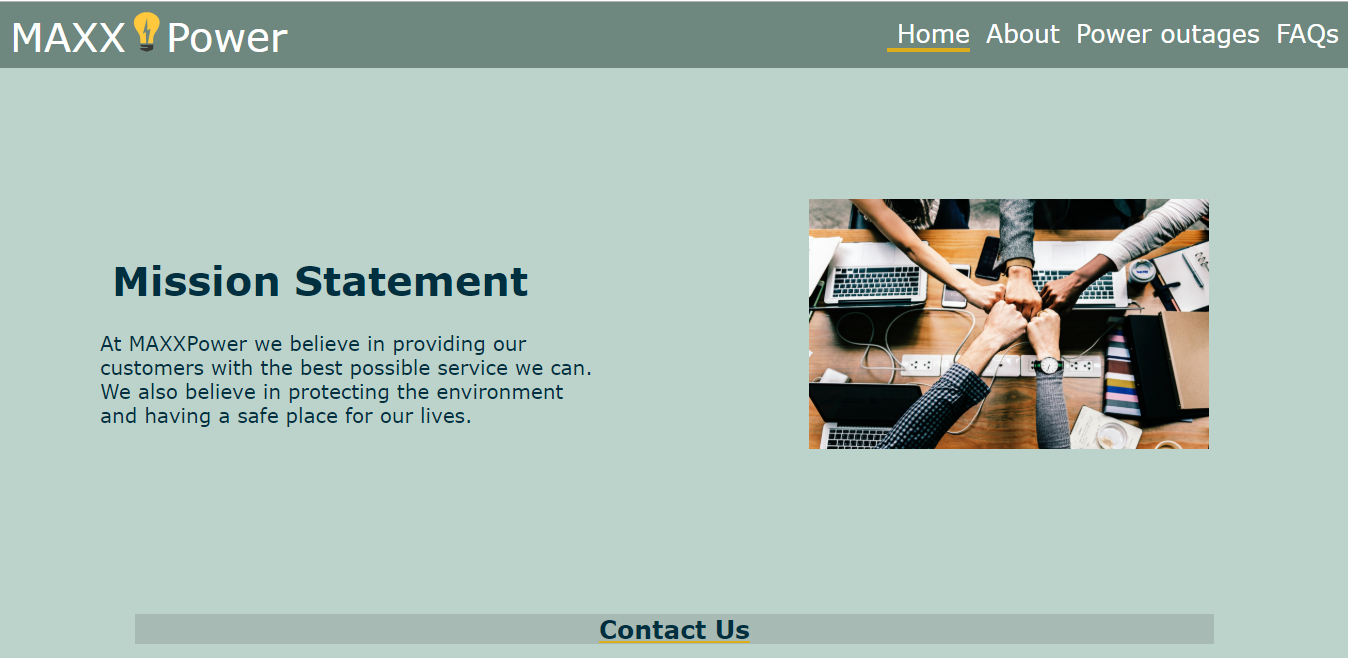 MAXX Power
Home About Power outages FAQs
Mission Statement
At MAXXPower we believe in providing our
customers with the best possible service we can.
We also believe in protecting the environment
and having a safe place for our lives.
Contact Us